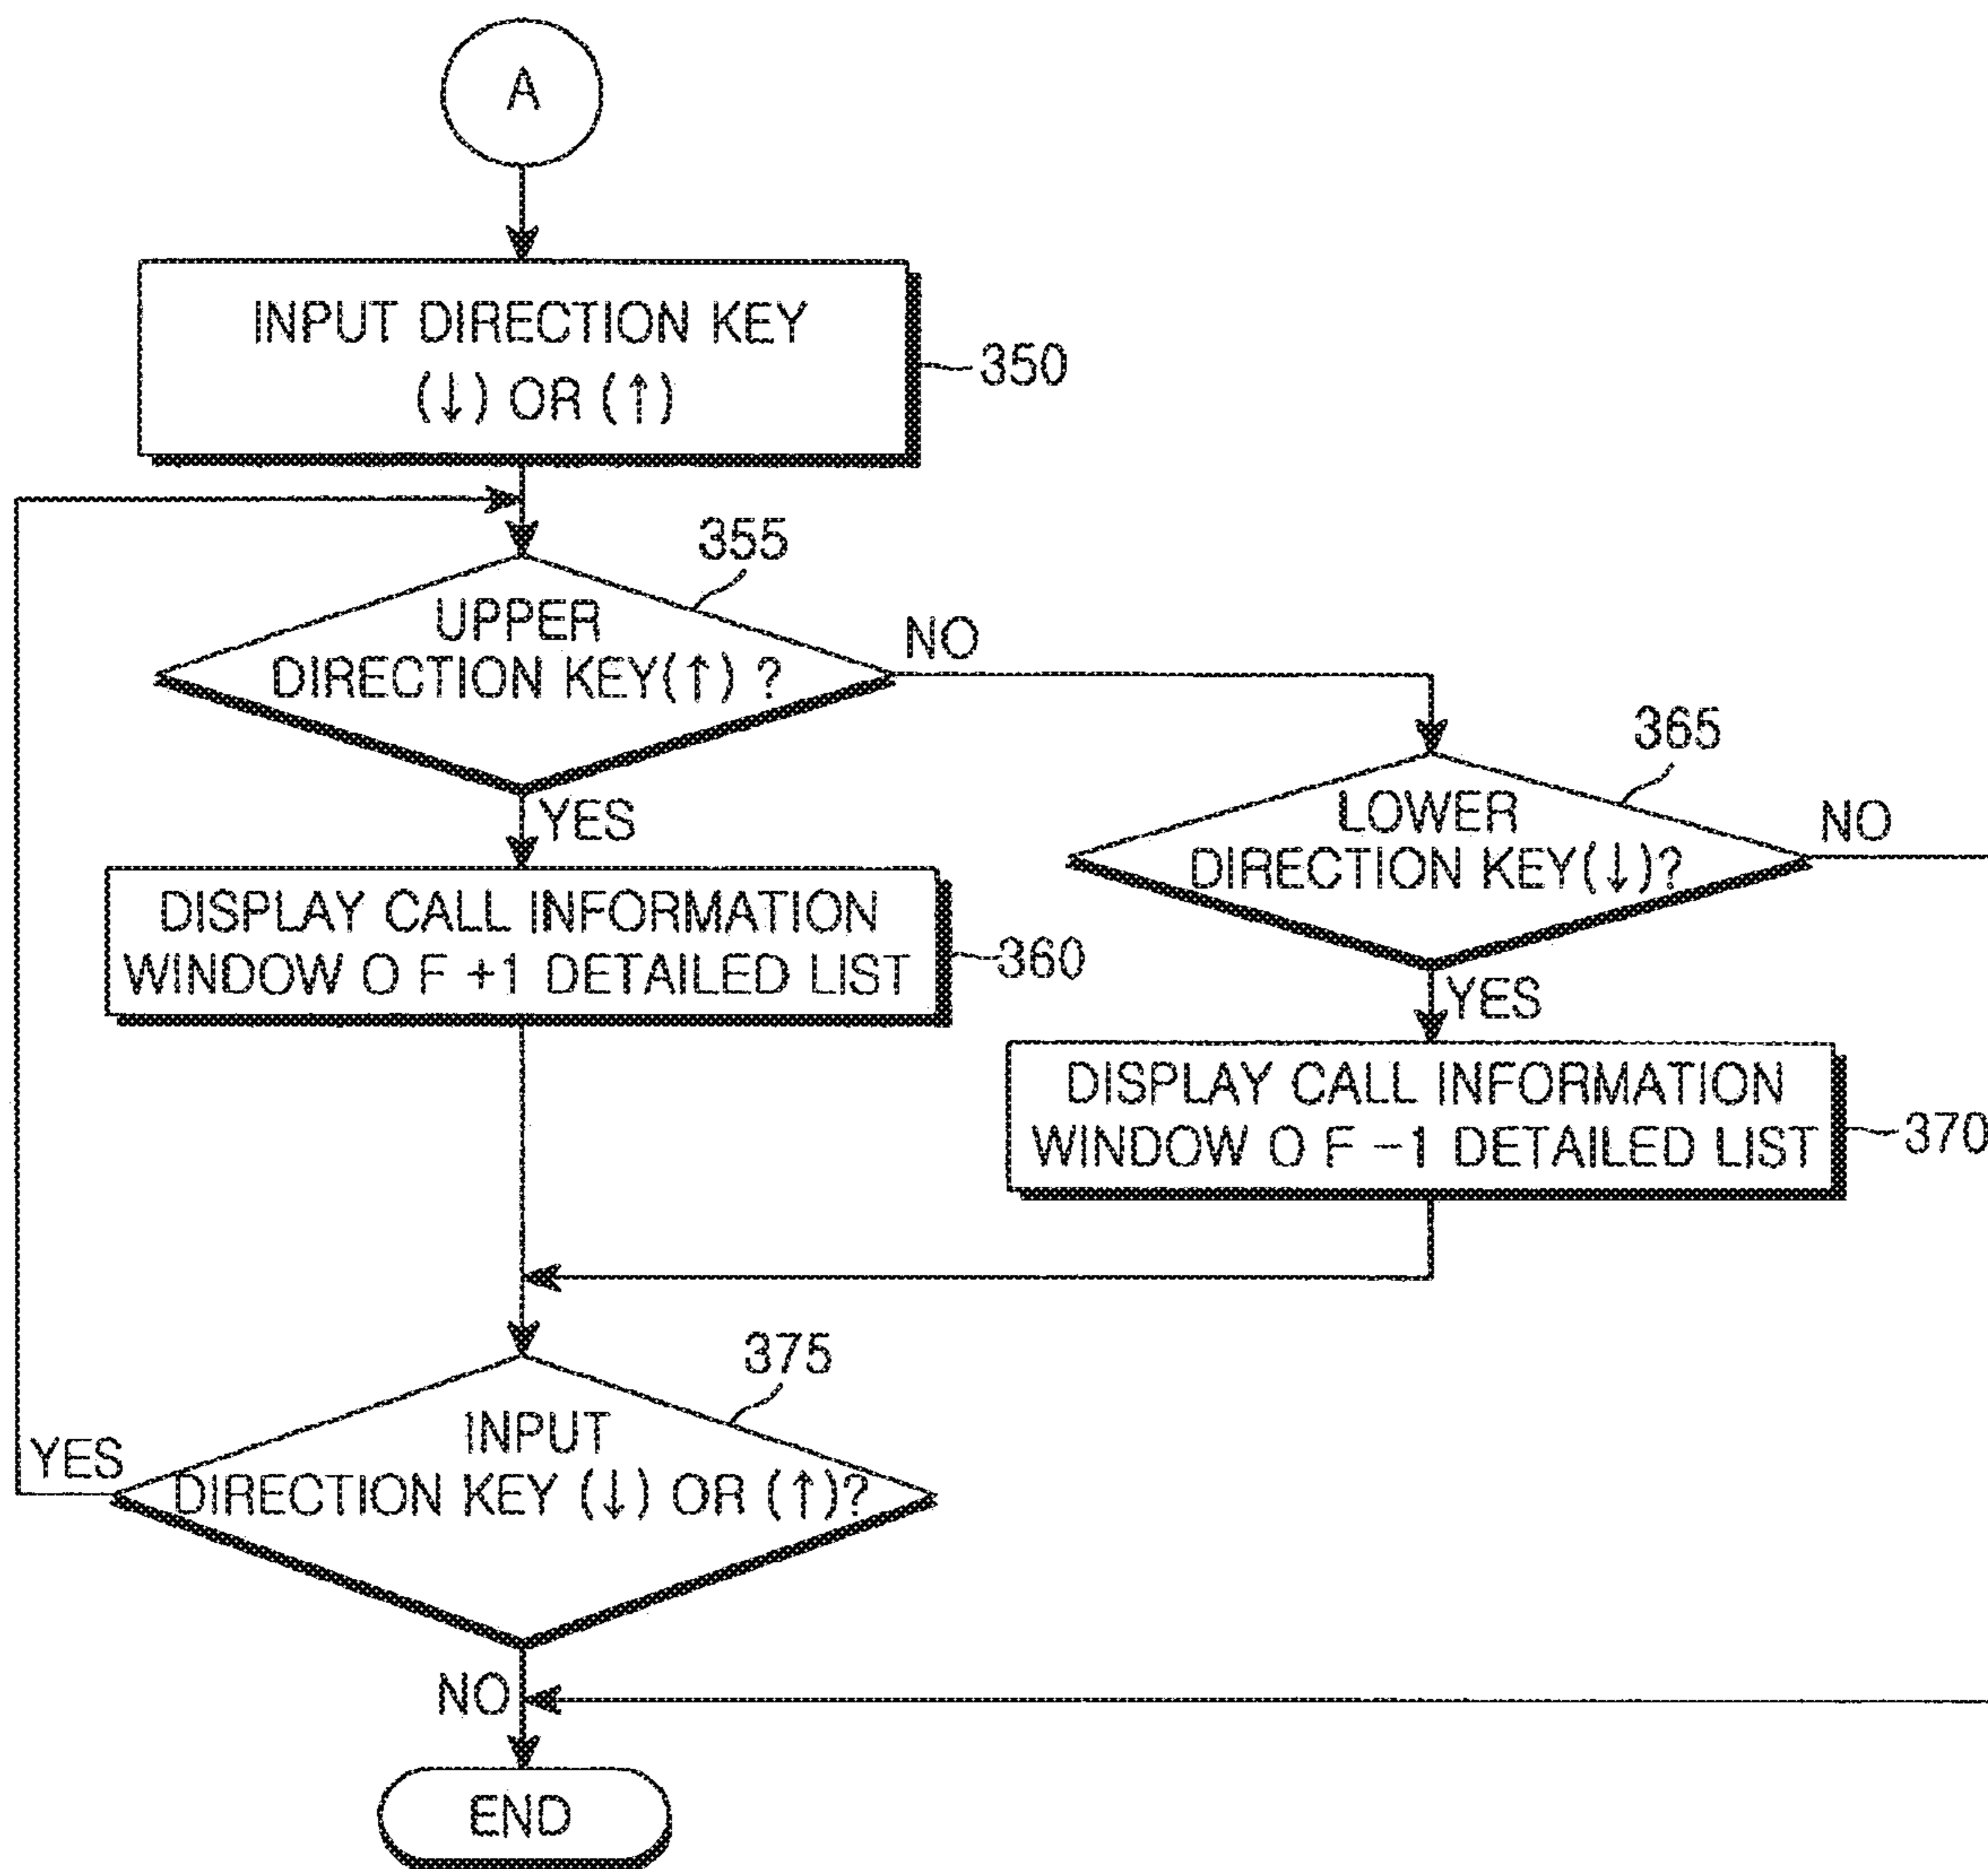 A
INPUT DIRECTION KEY
(↓) OR (↑)
350
355
UPPER
DIRECTION KEY(↑) ?
NO
YES
365
LOWER
DIRECTION KEY(↓)?
NO
YES
DISPLAY CALL INFORMATION
WINDOW O F +1 DETAILED LIST
360
DISPLAY CALL INFORMATION
WINDOW O F -1 DETAILED LIST
370
375
INPUT
DIRECTION KEY (↓) OR (↑)?
YES
NO
END